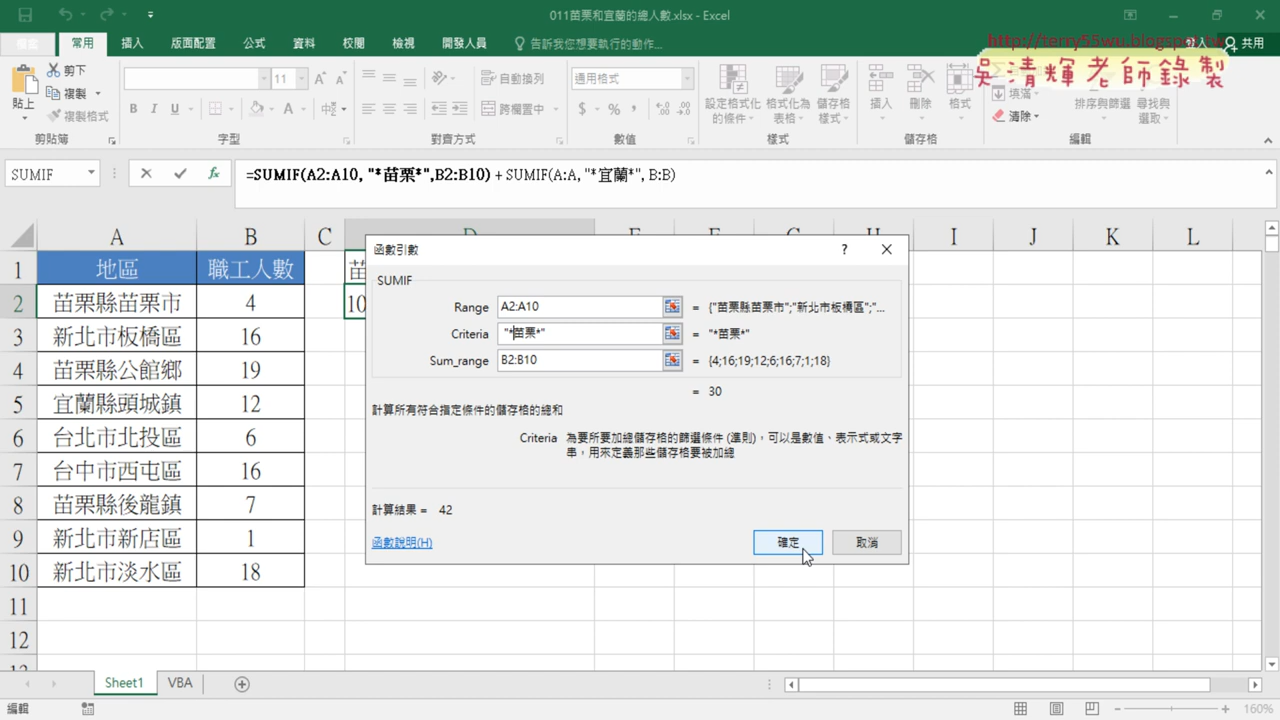 011苗栗和宜蘭的總人數.xlsx - Excel
常用 插入 版面配置 公式 資料 校閱 檢視 開發人員 告訴我您想要執行的動作... 共用
http://terry55wu.blogspot.tw
吳清輝老師錄製
貼上 剪下 複製 複製格式 剪貼簿
11 B I U 字型
自動換列 跨欄置中 對齊方式
通用格式 $ % , 數值
設定格式化的條件 格式化為表格 儲存格樣式 樣式
插入 刪除 格式 儲存格
填滿 清除 排序與篩選 尋找與選取 編輯
SUMIF =SUMIF(A2:A10, "*苗栗*",B2:B10) + SUMIF(A:A, "*宜蘭*", B:B)
A B C D E F G H I J K L
1 地區 職工人數 苗
2 苗栗縣苗栗市 4 10
3 新北市板橋區 16
4 苗栗縣公館鄉 19
5 宜蘭縣頭城鎮 12
6 台北市北投區 6
7 台中市西屯區 16
8 苗栗縣後龍鎮 7
9 新北市新店區 1
10 新北市淡水區 18
11
12
函數引數 ?
SUMIF
Range A2:A10 = {"苗栗縣苗栗市";"新北市板橋區";"...
Criteria "*苗栗*" = "*苗栗*"
Sum_range B2:B10 = {4;16;19;12;6;16;7;1;18}
= 30
計算所有符合指定條件的儲存格的總和
Criteria 為要所要加總儲存格的篩選條件 (準則)，可以是數值、表示式或文字
串，用來定義那些儲存格要被加總
計算結果 = 42
函數說明(H) 確定 取消
Sheet1 VBA
編輯 160%